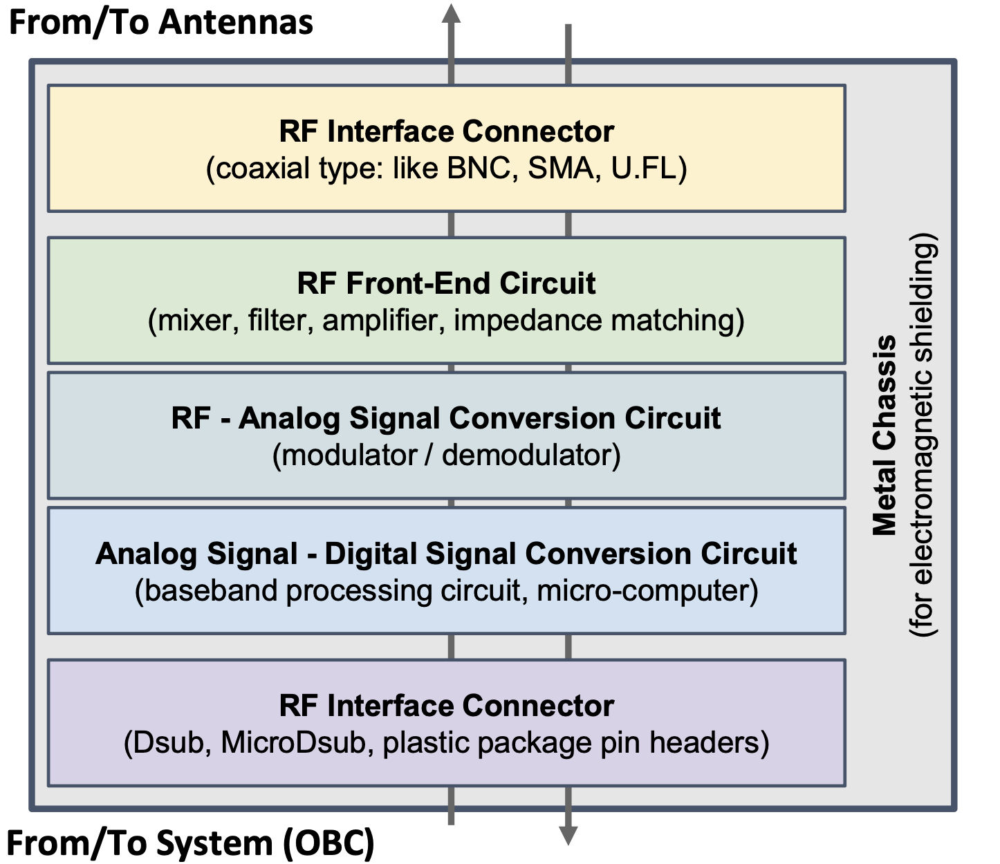 From/To Antennas
RF Interface Connector
(coaxial type: like BNC, SMA, U.FL)
RF Front-End Circuit
(mixer, filter, amplifier, impedance matching)
RF - Analog Signal Conversion Circuit
(modulator / demodulator)
Analog Signal - Digital Signal Conversion Circuit
(baseband processing circuit, micro-computer)
RF Interface Connector
(Dsub, MicroDsub, plastic package pin headers)
Metal Chassis
(for electromagnetic shielding)
From/To System (OBC)